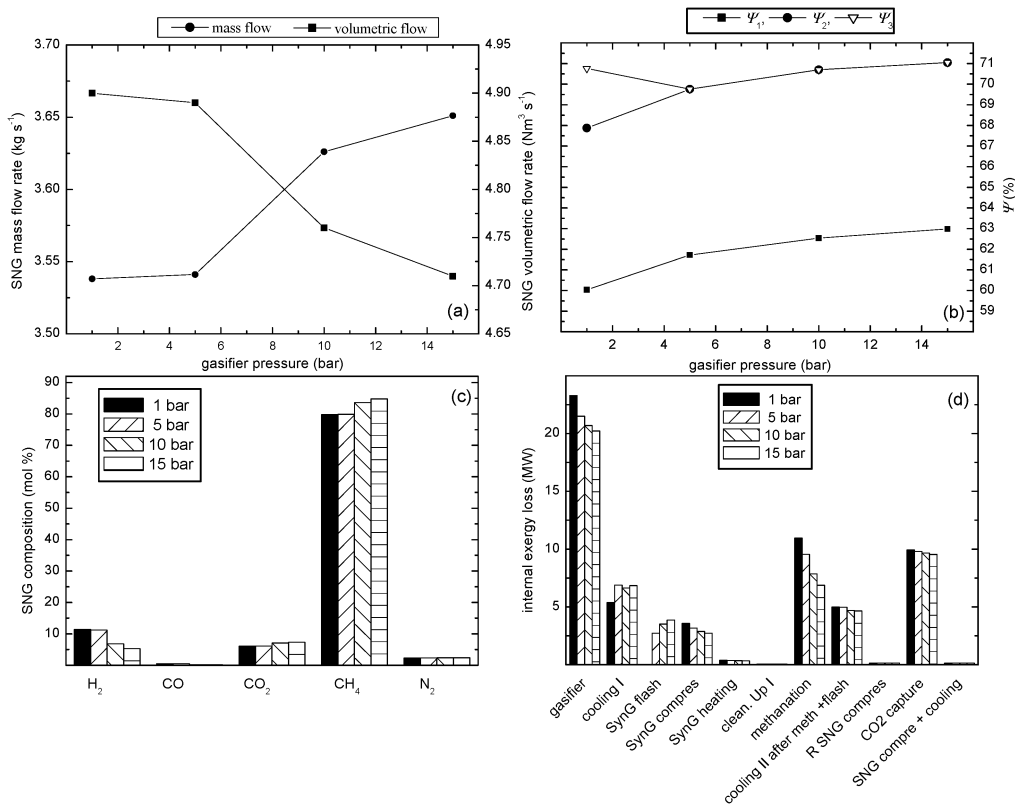 mass flow
volumetric flow
3.70
3.65
3.60
3.55
3.50
SNG mass flow rate (kg s⁻¹)
4.95
4.90
4.85
4.80
4.75
4.70
4.65
SNG volumetric flow rate (Nm³ s⁻¹)
(a)
2 4 6 8 10 12 14
gasifier pressure (bar)
Ψ₁, Ψ₂, Ψ₃
71
70
69
68
67
66
65
64
63
62
61
60
59
Ψ (%)
(b)
2 4 6 8 10 12 14
gasifier pressure (bar)
(c)
1 bar
5 bar
10 bar
15 bar
90
80
70
60
50
40
30
20
10
SNG composition (mol %)
H₂ CO CO₂ CH₄ N₂
(d)
1 bar
5 bar
10 bar
15 bar
20
15
10
5
internal exergy loss (MW)
gasifier
cooling I
SynG flash
SynG compres
SynG heating
clean. Up I
methanation
cooling II after meth +flash
R SNG compres
CO2 capture
SNG compre + cooling